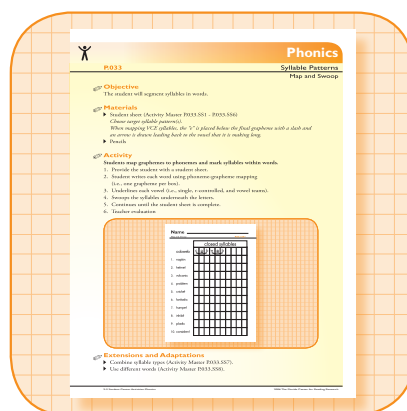 Phonics
P.033
Syllable Patterns
Map and Swoop
Objective
The student will segment syllables in words.
Materials
Student sheet (Activity Master P.033.SS1 - P.033.SS6)
Choose target syllable pattern(s).
When mapping VCE syllables, the "e" is placed below the final grapheme with a slash and
an arrow is drawn leading back to the vowel that it is making long.
Pencils
Activity
Students map graphemes to phonemes and mark syllables within words.
1. Provide the student with a student sheet.
2. Student writes each word using phoneme-grapheme mapping
(i.e., one grapheme per box).
3. Underlines each vowel (i.e., single, r-controlled, and vowel teams).
4. Swoops the syllables underneath the letters.
5. Continues until the student sheet is complete.
6. Teacher evaluation
Name
closed syllables
Extensions and Adaptations
Combine syllable types (Activity Master P.033.SS7).
Use different words (Activity Master P.033.SS8).